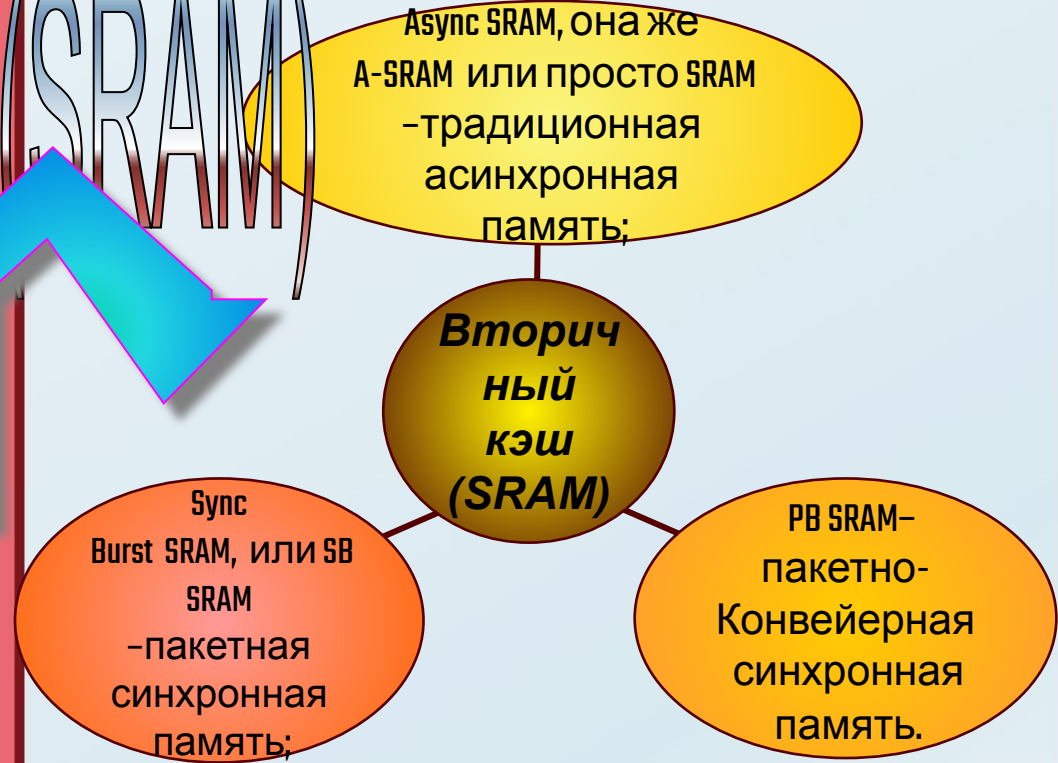 (SRAM)
Async SRAM, она же
A-SRAM или просто SRAM
–традиционная
асинхронная
память;
Вторич
ный
кэш
(SRAM)
Sync
Burst SRAM, или SB
SRAM
–пакетная
синхронная
память;
PB SRAM–
пакетно-
Конвейерная
синхронная
память.